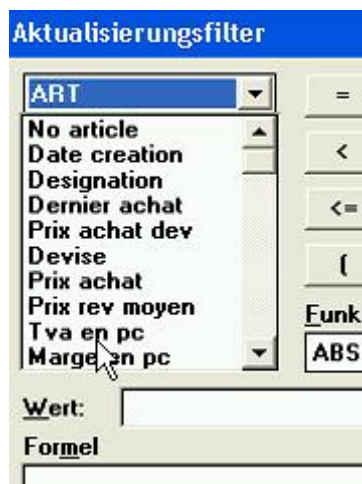 Aktualisierungsfilter
ART
=
No article
Date creation
<
Designation
Dernier achat
<=
Prix achat dev
Devise
(
Prix achat
Prix rev moyen
Funk
Tva en pc
ABS
Marge en pc
Wert:
Formel